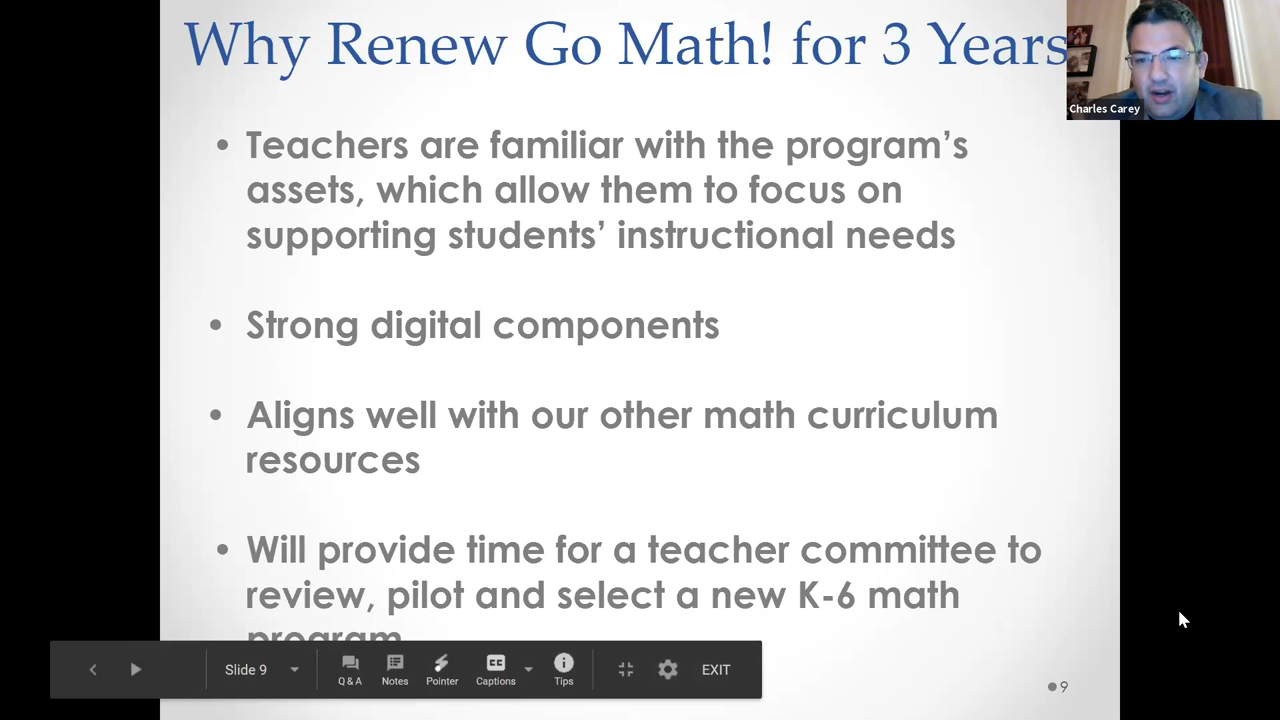 Why Renew Go Math! for 3 Years
Charles Carey
• Teachers are familiar with the program’s
assets, which allow them to focus on
supporting students’ instructional needs
• Strong digital components
• Aligns well with our other math curriculum
resources
• Will provide time for a teacher committee to
review, pilot and select a new K-6 math
program
Slide 9
Q & A
Notes
Pointer
CC
Captions
Tips
EXIT
9